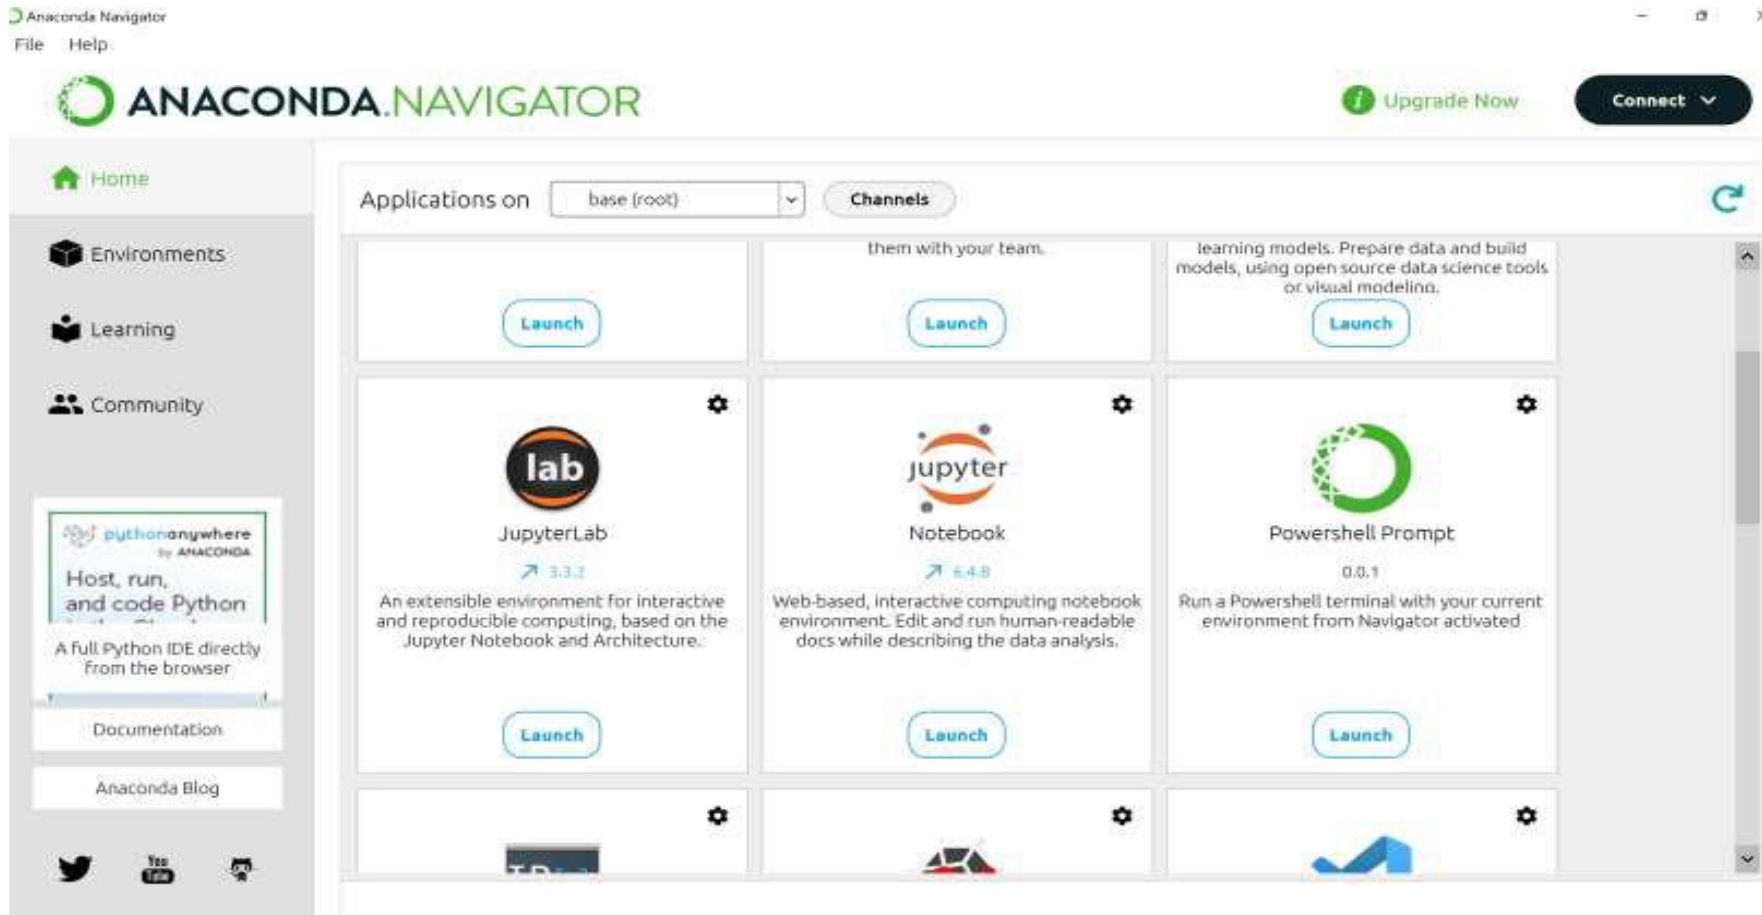 Anaconda Navigator
File Help
ANACONDA.NAVIGATOR
Upgrade Now
Connect
Home
Applications on base (root) Channels
Environments
Learning
Community
them with your team.
learning models. Prepare data and build
models, using open source data science tools
or visual modeling.
Launch
Launch
Launch
lab
JupyterLab
3.3.2
An extensible environment for interactive
and reproducible computing, based on the
Jupyter Notebook and Architecture.
Launch
jupyter
Notebook
6.4.8
Web-based, interactive computing notebook
environment. Edit and run human-readable
docs while describing the data analysis.
Launch
Powershell Prompt
0.0.1
Run a Powershell terminal with your current
environment from Navigator activated
Launch
pythonanywhere
by ANACONDA
Host, run,
and code Python
A full Python IDE directly
from the browser
Documentation
Anaconda Blog
You
Tube